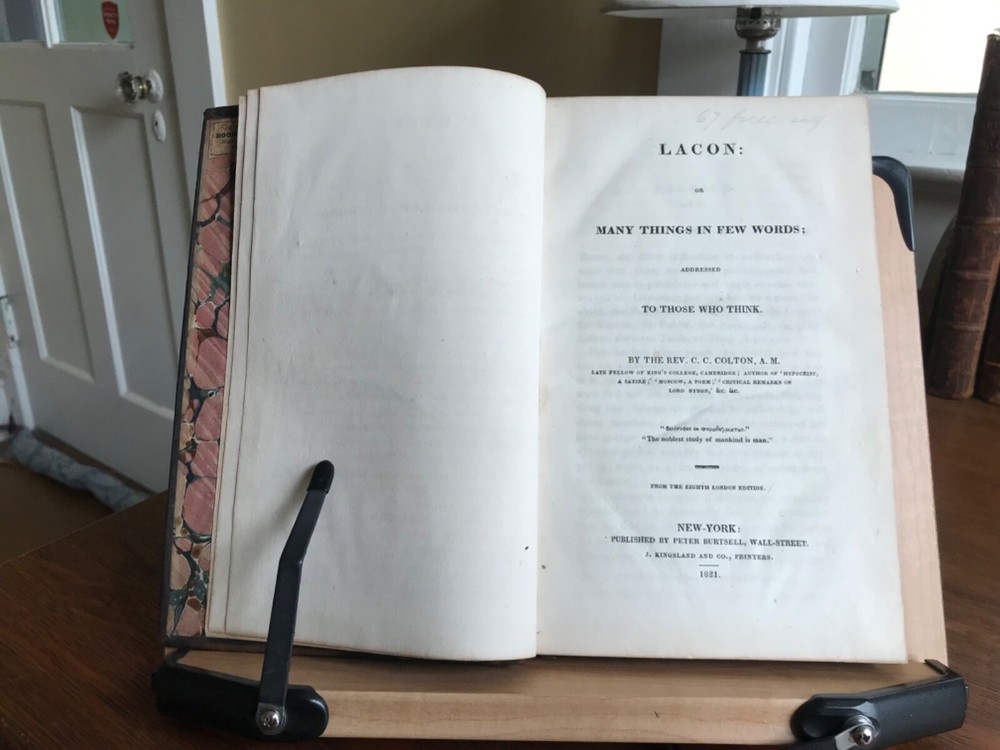 LACON:
OR
MANY THINGS IN FEW WORDS;
ADDRESSED
TO THOSE WHO THINK.
BY THE REV. C. C. COLTON, A. M.
LATE FELLOW OF KING'S COLLEGE, CAMBRIDGE; AUTHOR OF 'HYPOCRISY,
A SATIRE;' 'MOSCOW, A POEM;' 'CRITICAL REMARKS ON
LORD BYRON,' &c. &c.
"The noblest study of mankind is man."
FROM THE EIGHTH LONDON EDITION.
NEW-YORK:
PUBLISHED BY PETER BURTSELL, WALL-STREET.
J. KINGSLAND AND CO., PRINTERS.
1821.